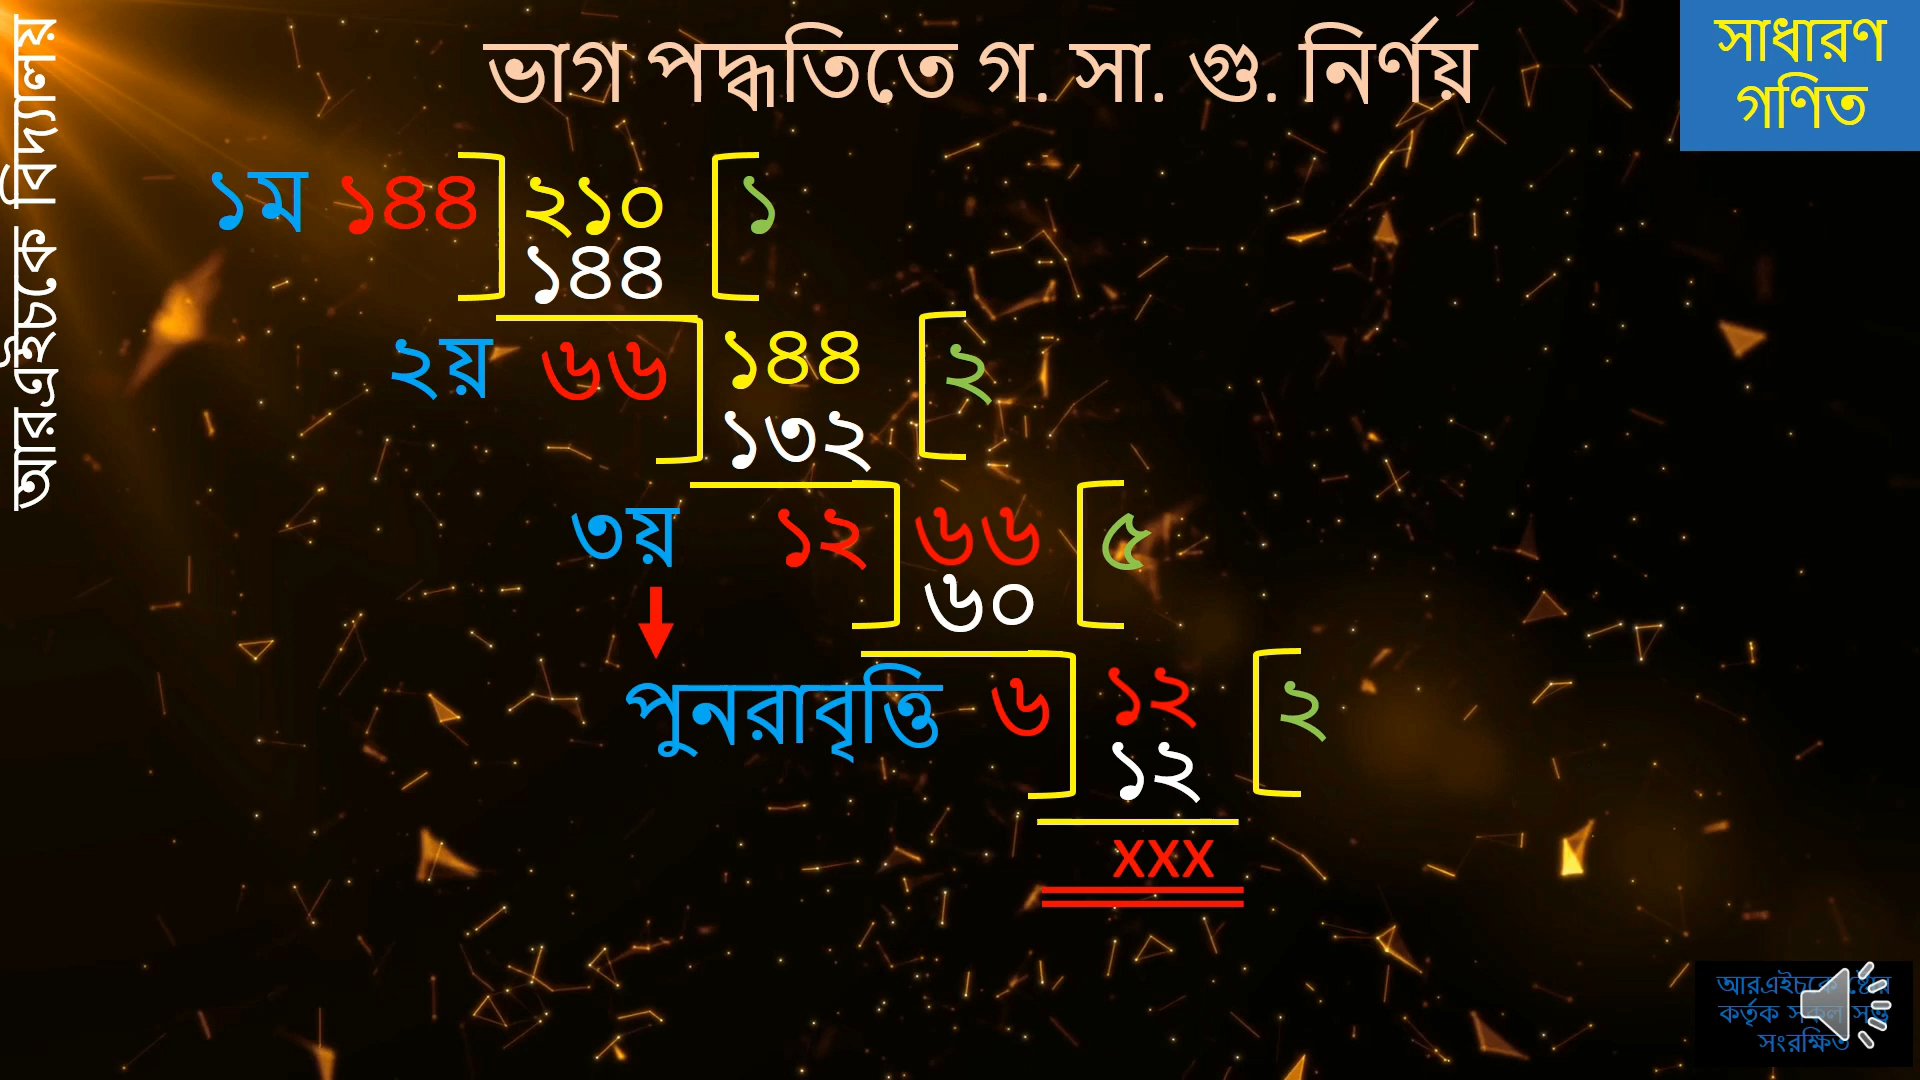 ভাগ পদ্ধতিতে গ. সা. গু. নির্ণয়
সাধারণ
গণিত
আরএইচকে বিদ্যালয়
১ম ১৪৪ ২১০ ১
১৪৪
২য় ৬৬ ১৪৪ ২
১৩২
৩য় ১২ ৬৬ ৫
৬০
পুনরাবৃত্তি ৬ ১২ ২
১২
xxx
আরএইচকে
কর্তৃক
সংরক্ষিত